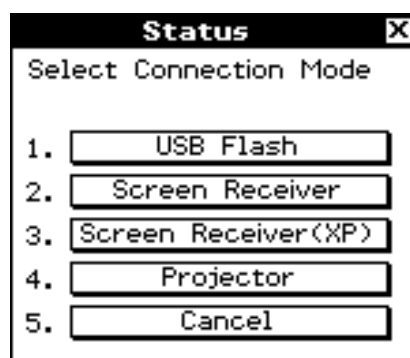 Status X
Select Connection Mode
1. USB Flash
2. Screen Receiver
3. Screen Receiver(XP)
4. Projector
5. Cancel